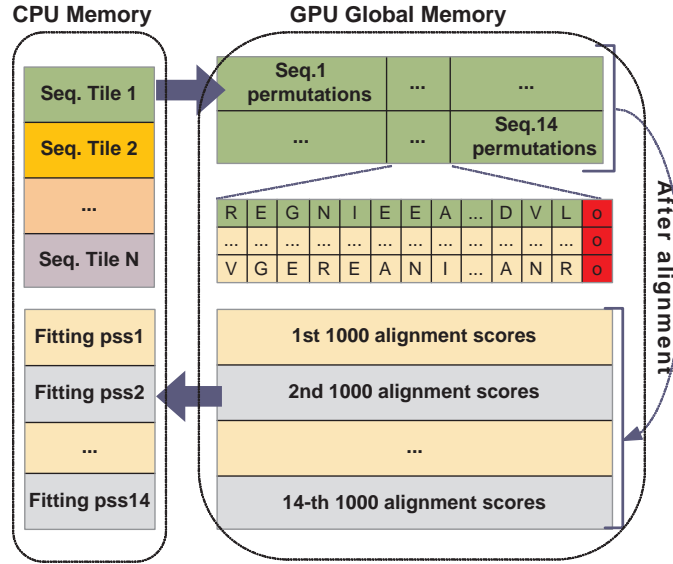 CPU Memory
GPU Global Memory
Seq. Tile 1
Seq. Tile 2
...
Seq. Tile N
Fitting pss1
Fitting pss2
...
Fitting pss14
Seq.1
permutations
...
...
...
...
Seq.14
permutations
R E G N I E E A ... D V L o
... ... ... ... ... ... ... ... ... ... ... ... o
V G E R E A N I ... A N R o
1st 1000 alignment scores
2nd 1000 alignment scores
...
14-th 1000 alignment scores
After alignment